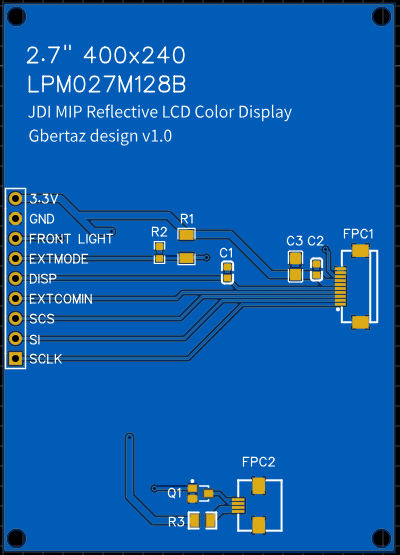 2.7" 400x240
LPM027M128B
JDI MIP Reflective LCD Color Display
Gbertaz design v1.0
3.3V
GND
FRONT LIGHT
EXTMODE
DISP
EXTCOMIN
SCS
SI
SCLK
R1
R2
C1
C3 C2
FPC1
FPC2
Q1
R3